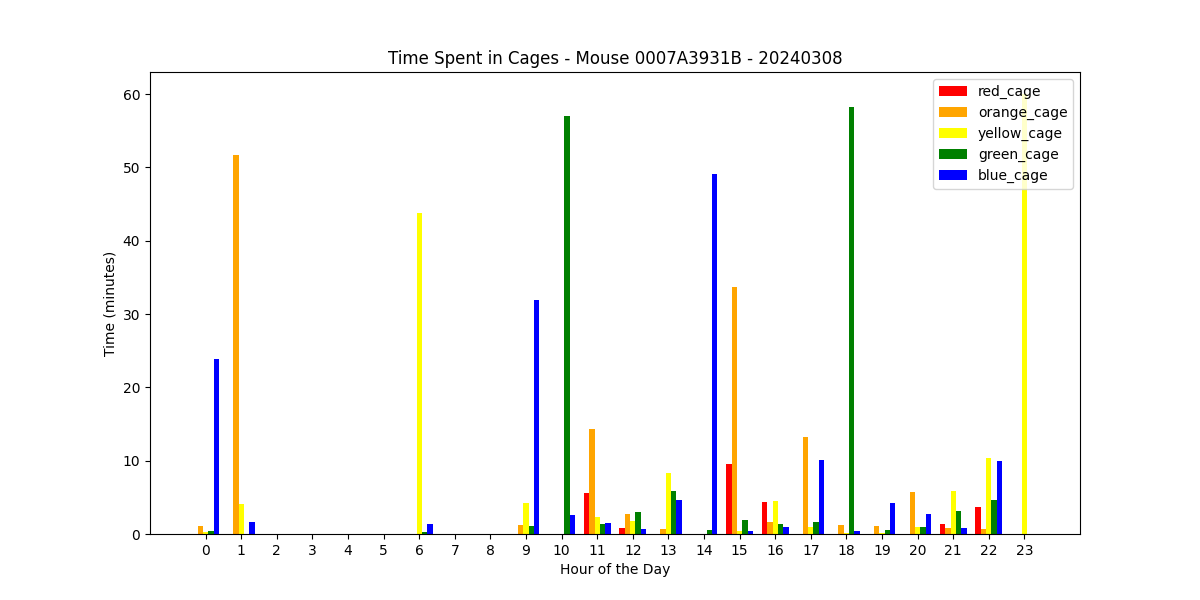 Time Spent in Cages - Mouse 0007A3931B - 20240308
60
50
40
30
20
10
0
Time (minutes)
red_cage
orange_cage
yellow_cage
green_cage
blue_cage
0 1 2 3 4 5 6 7 8 9 10 11 12 13 14 15 16 17 18 19 20 21 22 23
Hour of the Day